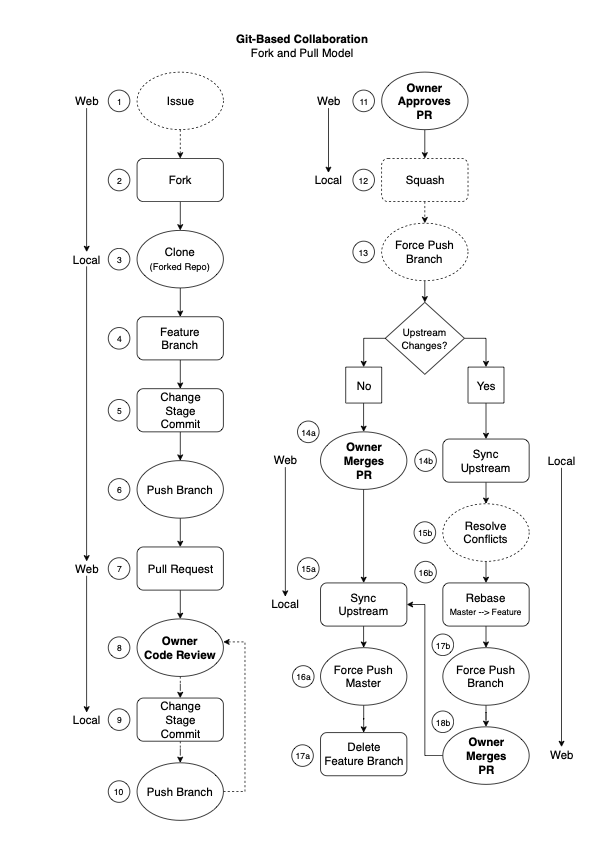 Git-Based Collaboration
Fork and Pull Model
Web
1
Issue
2
Fork
Local
3
Clone
(Forked Repo)
4
Feature
Branch
5
Change
Stage
Commit
6
Push Branch
Web
7
Pull Request
8
Owner
Code Review
Local
9
Change
Stage
Commit
10
Push Branch
Web
11
Owner
Approves
PR
Local
12
Squash
13
Force Push
Branch
Upstream
Changes?
No
Yes
Web
14a
Owner
Merges
PR
15a
Local
Sync
Upstream
16a
Force Push
Master
17a
Delete
Feature Branch
14b
Sync
Upstream
Local
15b
Resolve
Conflicts
16b
Rebase
Master --> Feature
17b
Force Push
Branch
18b
Owner
Merges
PR
Web